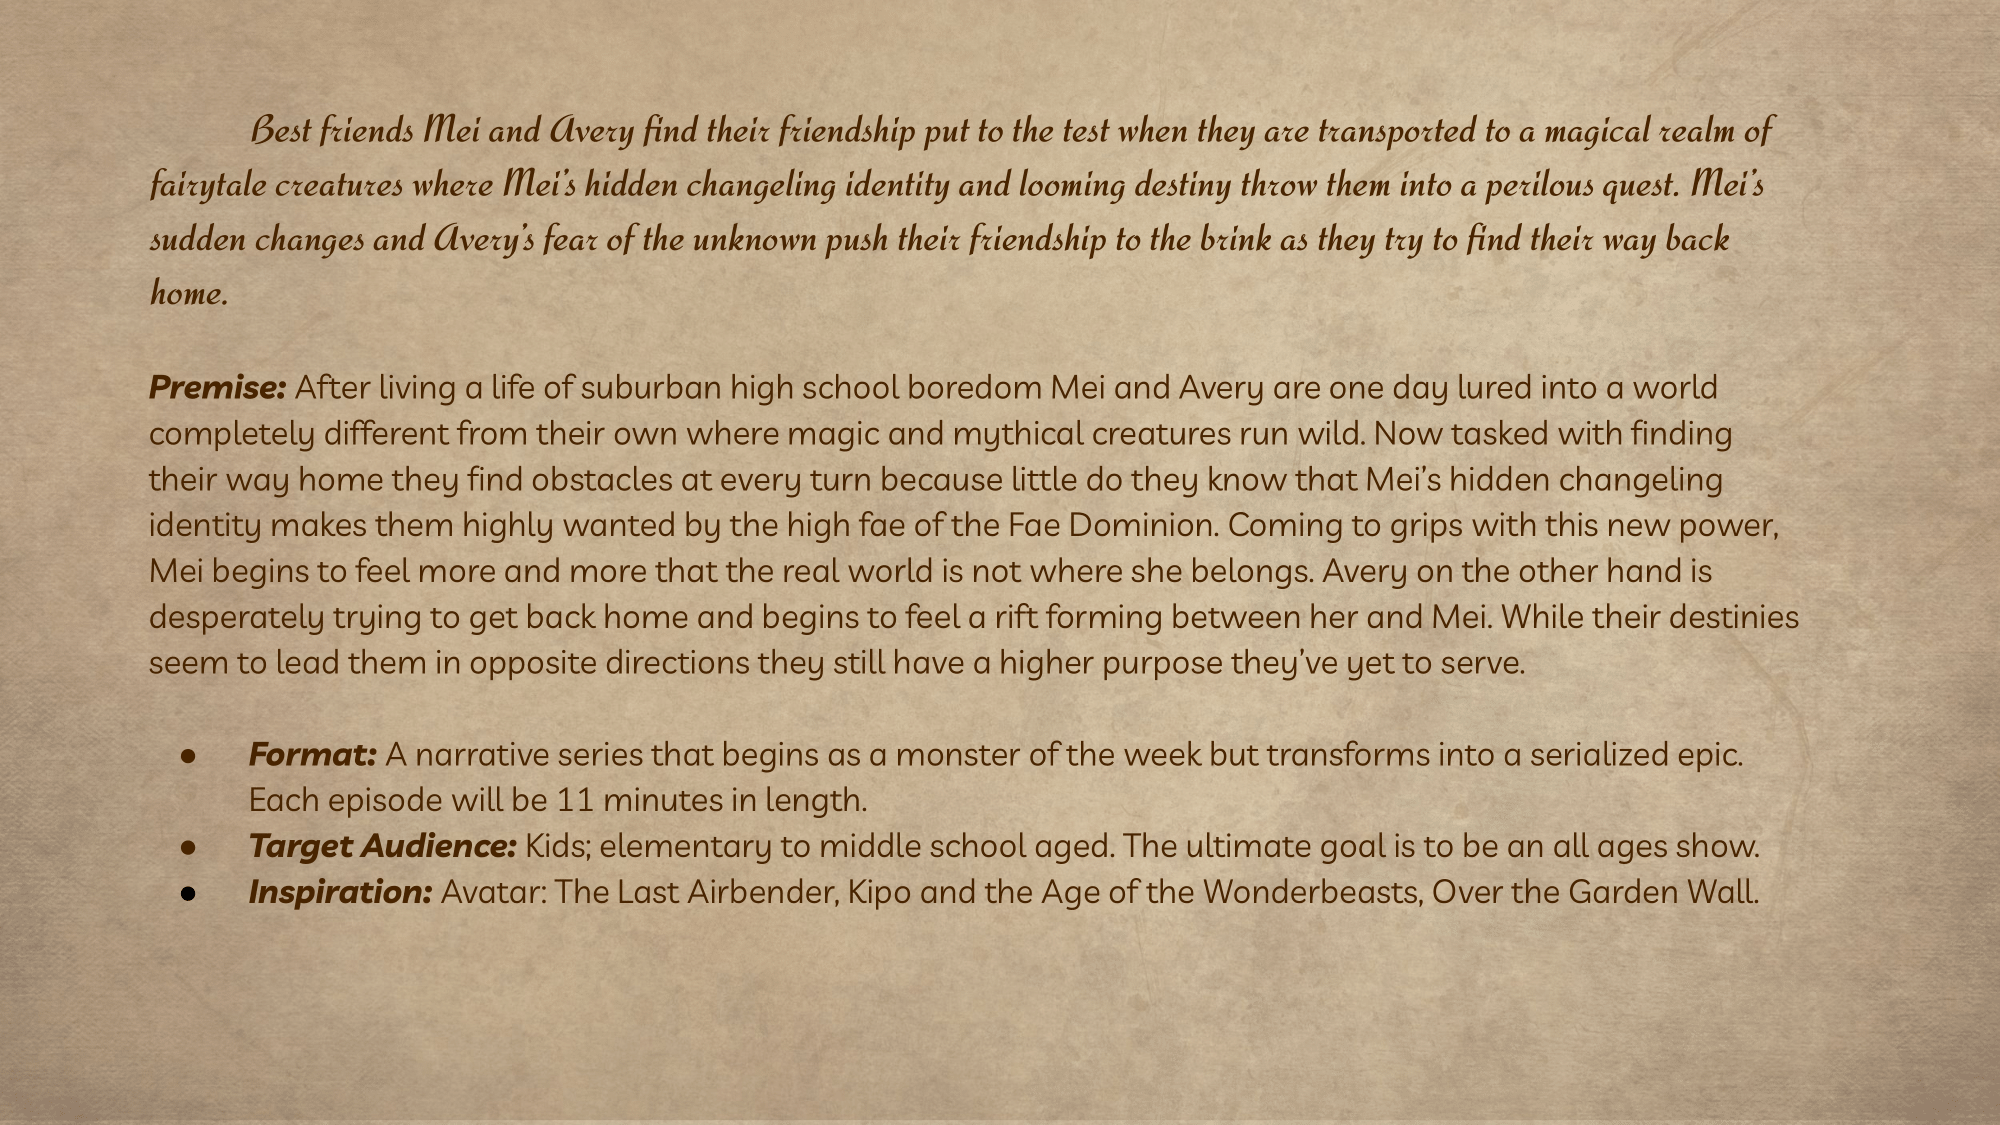 Best friends Mei and Avery find their friendship put to the test when they are transported to a magical realm of
fairytale creatures where Mei's hidden changeling identity and looming destiny throw them into a perilous quest. Mei's
sudden changes and Avery's fear of the unknown push their friendship to the brink as they try to find their way back
home.
Premise: After living a life of suburban high school boredom Mei and Avery are one day lured into a world
completely different from their own where magic and mythical creatures run wild. Now tasked with finding
their way home they find obstacles at every turn because little do they know that Mei's hidden changeling
identity makes them highly wanted by the high fae of the Fae Dominion. Coming to grips with this new power,
Mei begins to feel more and more that the real world is not where she belongs. Avery on the other hand is
desperately trying to get back home and begins to feel a rift forming between her and Mei. While their destinies
seem to lead them in opposite directions they still have a higher purpose they've yet to serve.
● Format: A narrative series that begins as a monster of the week but transforms into a serialized epic.
Each episode will be 11 minutes in length.
● Target Audience: Kids; elementary to middle school aged. The ultimate goal is to be an all ages show.
● Inspiration: Avatar: The Last Airbender, Kipo and the Age of the Wonderbeasts, Over the Garden Wall.